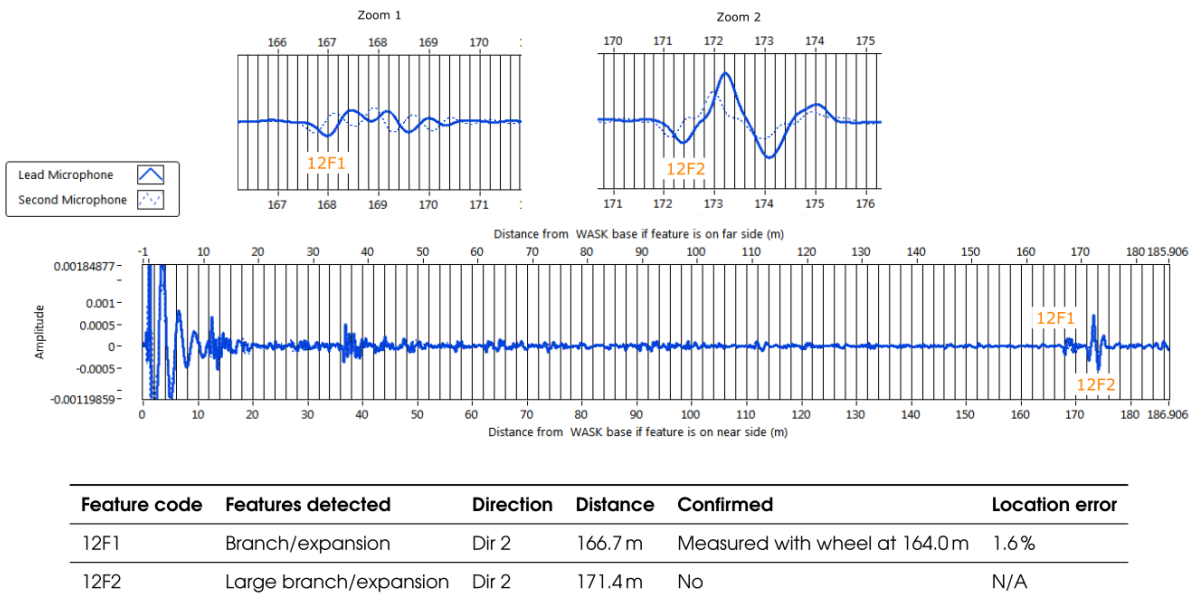 Zoom 1
166 167 168 169 170
12F1
167 168 169 170 171
Zoom 2
170 171 172 173 174 175
12F2
171 172 173 174 175 176
Lead Microphone
Second Microphone
Distance from WASK base if feature is on far side (m)
-1 10 20 30 40 50 60 70 80 90 100 110 120 130 140 150 160 170 180 185.906
Amplitude
0.00184877
0.001
0.0005
0
-0.0005
-0.00119859
12F1
12F2
0 10 20 30 40 50 60 70 80 90 100 110 120 130 140 150 160 170 180 186.906
Distance from WASK base if feature is on near side (m)
Feature code Features detected Direction Distance Confirmed Location error
12F1 Branch/expansion Dir 2 166.7 m Measured with wheel at 164.0 m 1.6 %
12F2 Large branch/expansion Dir 2 171.4 m No N/A